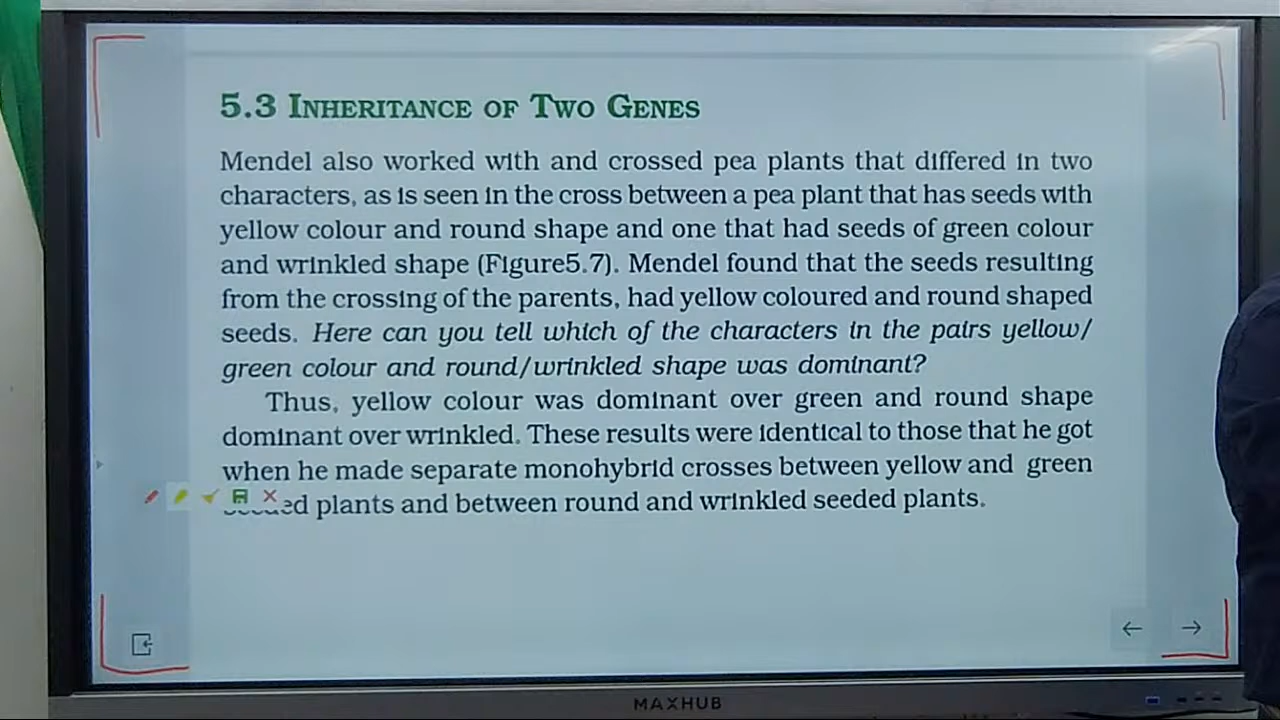 5.3 INHERITANCE OF TWO GENES
Mendel also worked with and crossed pea plants that differed in two
characters, as is seen in the cross between a pea plant that has seeds with
yellow colour and round shape and one that had seeds of green colour
and wrinkled shape (Figure5.7). Mendel found that the seeds resulting
from the crossing of the parents, had yellow coloured and round shaped
seeds. Here can you tell which of the characters in the pairs yellow/
green colour and round/wrinkled shape was dominant?
Thus, yellow colour was dominant over green and round shape
dominant over wrinkled. These results were identical to those that he got
when he made separate monohybrid crosses between yellow and green
plants and between round and wrinkled seeded plants.
MAXHUB